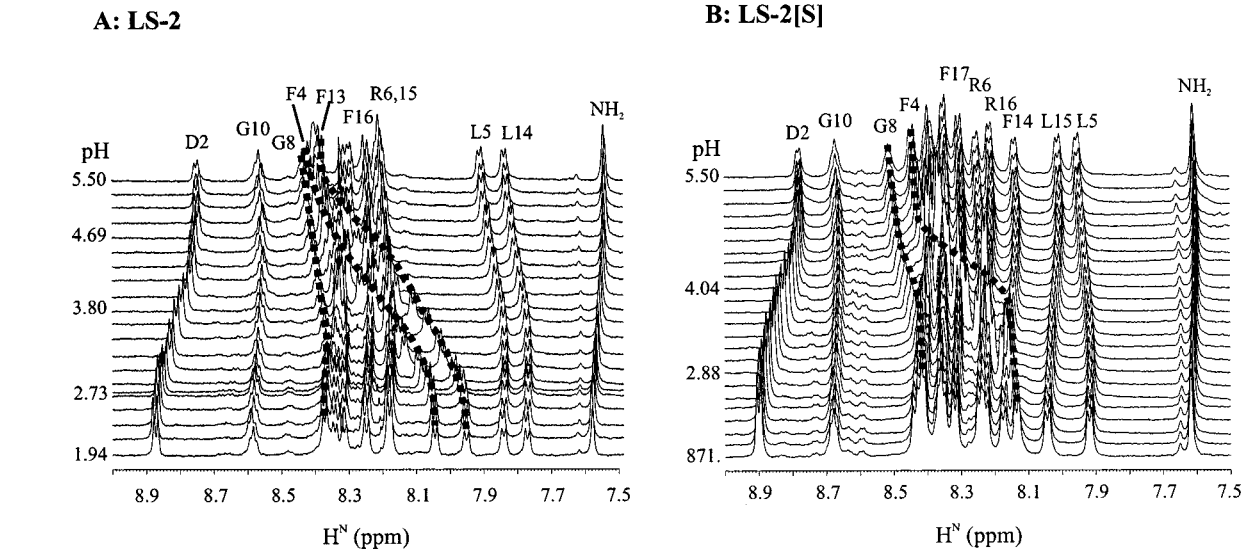 A: LS-2
B: LS-2[S]
F4
F13
R6,15
F16
G10
G8
D2
L5
L14
NH₂
pH
5.50
4.69
3.80
2.73
1.94
8.9 8.7 8.5 8.3 8.1 7.9 7.7 7.5
Hᴺ (ppm)
F17
R6
F4
R16
G10
G8
F14
D2
L15
L5
NH₂
pH
5.50
4.04
2.88
871.
8.9 8.7 8.5 8.3 8.1 7.9 7.7 7.5
Hᴺ (ppm)